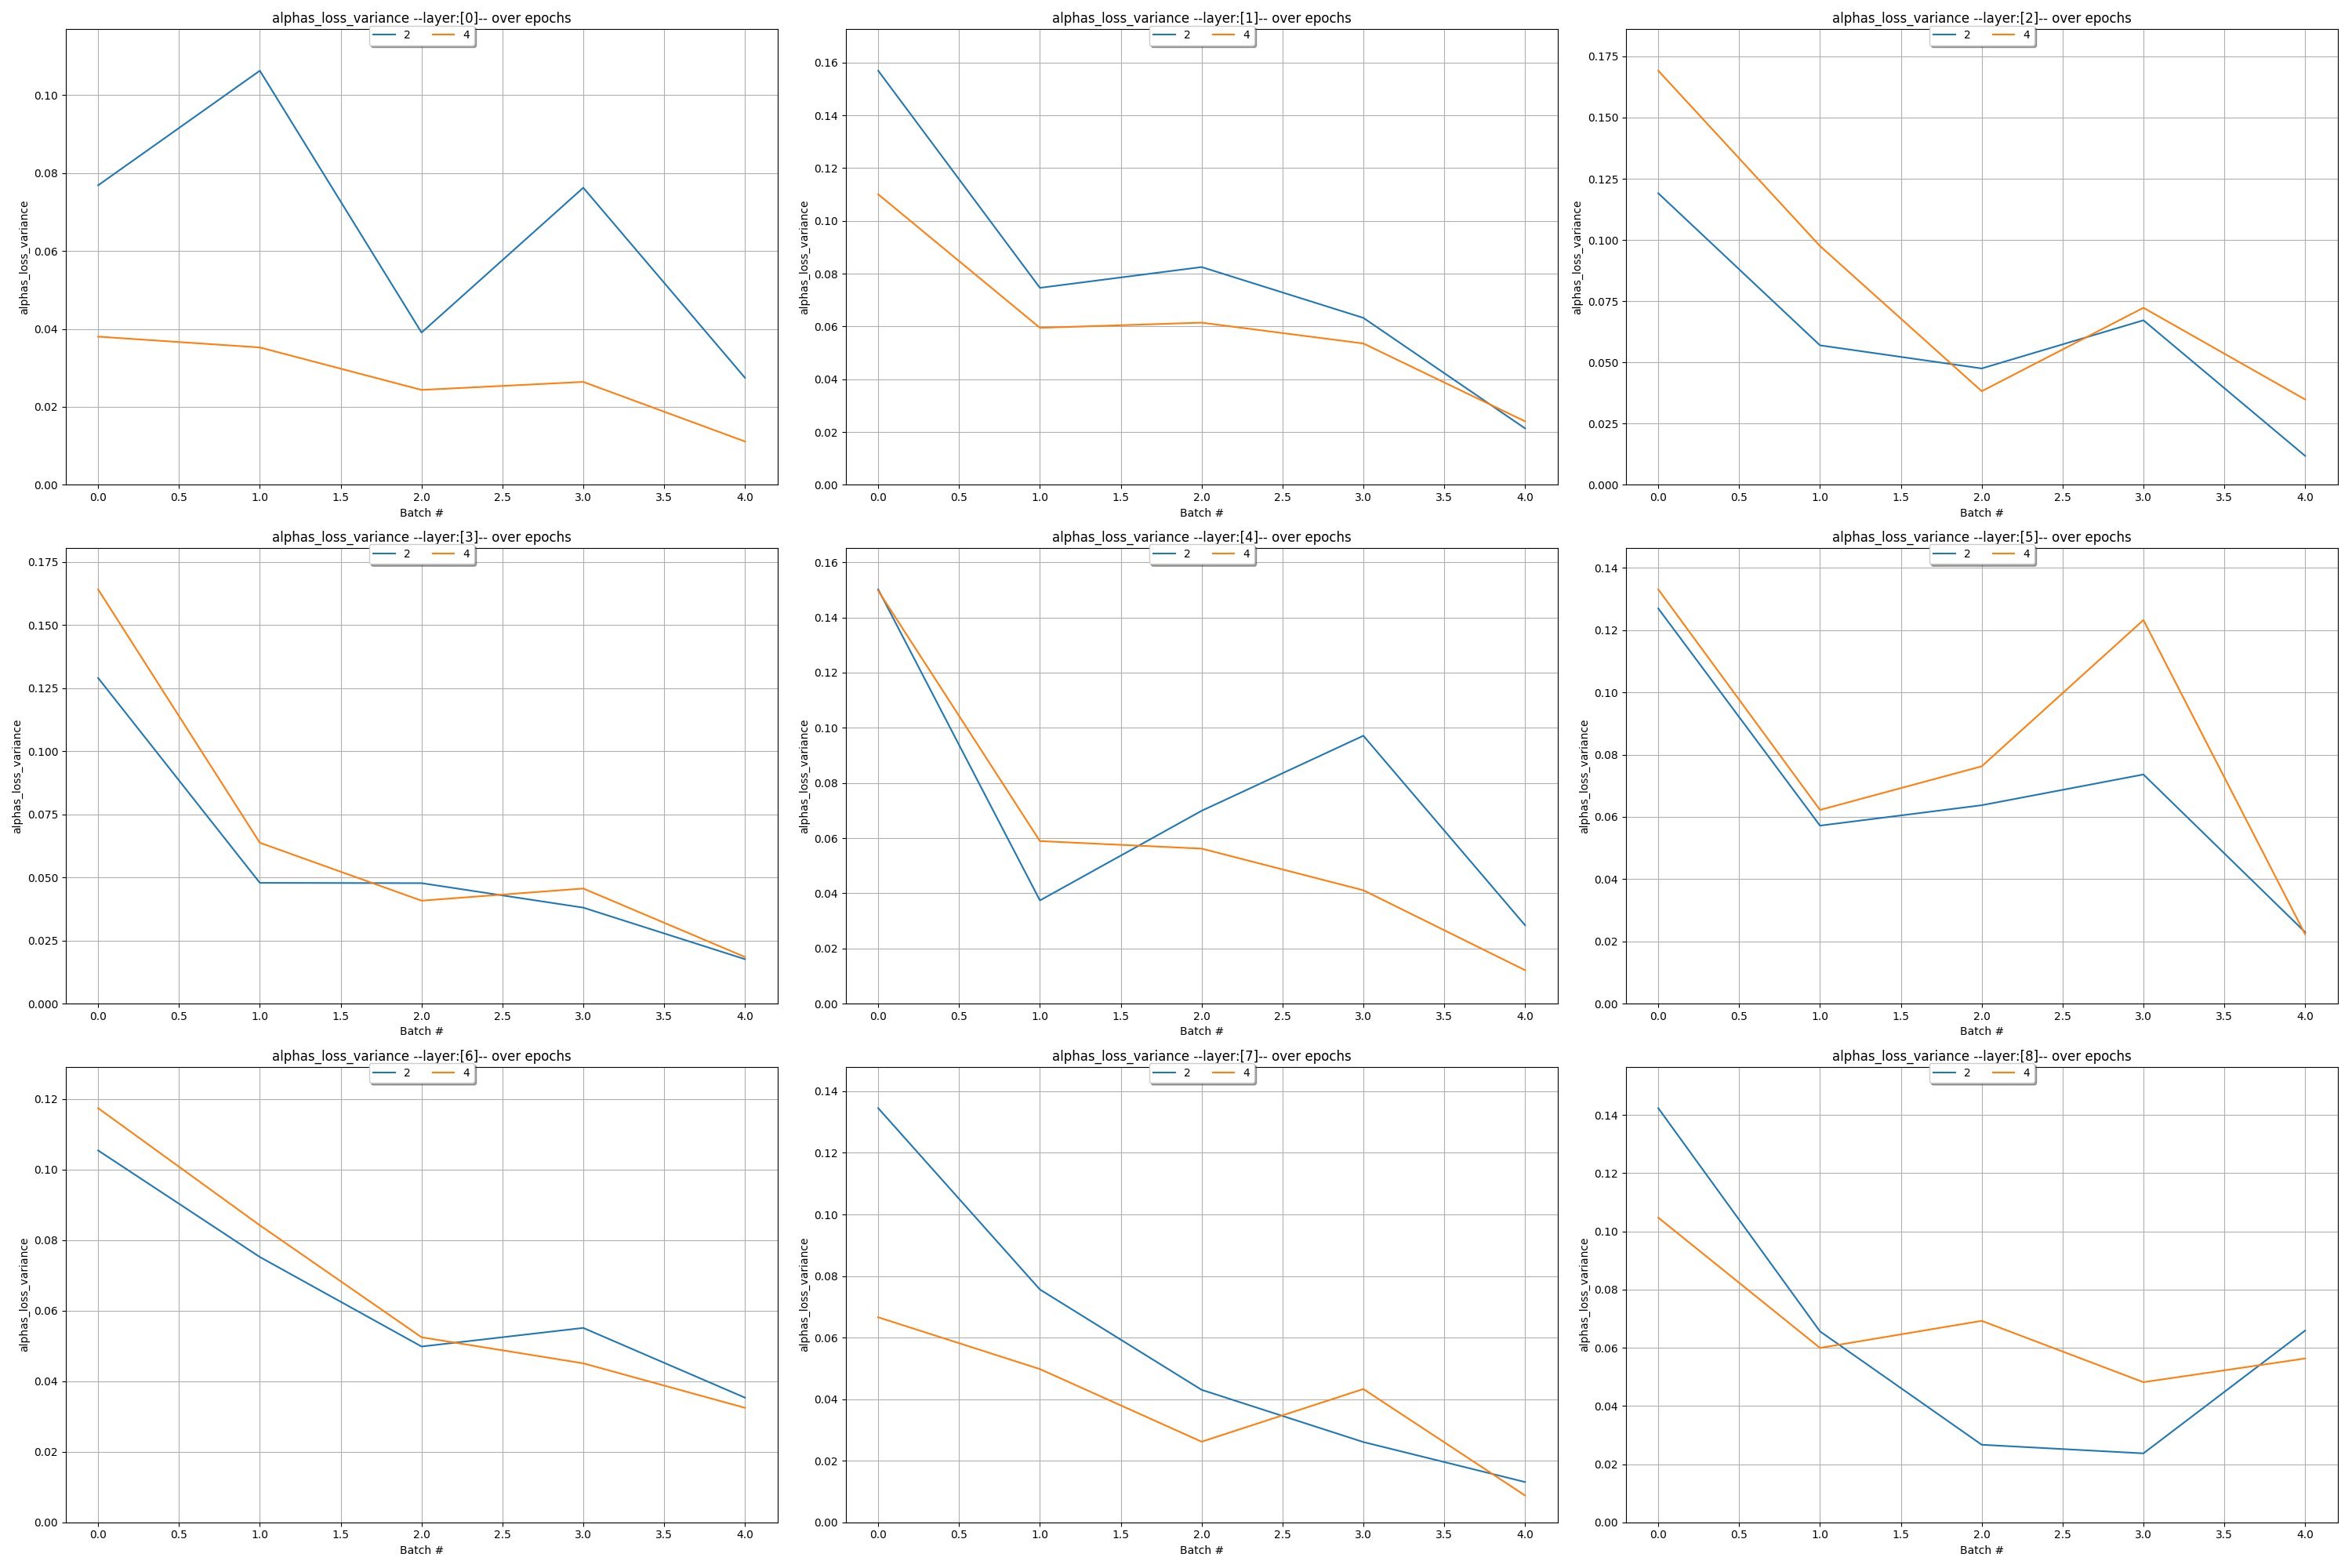 alphas_loss_variance --layer:[0]-- over epochs
2 4
alphas_loss_variance
0.10
0.08
0.06
0.04
0.02
0.00
0.0 0.5 1.0 1.5 2.0 2.5 3.0 3.5 4.0
Batch #
alphas_loss_variance --layer:[1]-- over epochs
2 4
alphas_loss_variance
0.16
0.14
0.12
0.10
0.08
0.06
0.04
0.02
0.00
0.0 0.5 1.0 1.5 2.0 2.5 3.0 3.5 4.0
Batch #
alphas_loss_variance --layer:[2]-- over epochs
2 4
alphas_loss_variance
0.175
0.150
0.125
0.100
0.075
0.050
0.025
0.000
0.0 0.5 1.0 1.5 2.0 2.5 3.0 3.5 4.0
Batch #
alphas_loss_variance --layer:[3]-- over epochs
2 4
alphas_loss_variance
0.175
0.150
0.125
0.100
0.075
0.050
0.025
0.000
0.0 0.5 1.0 1.5 2.0 2.5 3.0 3.5 4.0
Batch #
alphas_loss_variance --layer:[4]-- over epochs
2 4
alphas_loss_variance
0.16
0.14
0.12
0.10
0.08
0.06
0.04
0.02
0.00
0.0 0.5 1.0 1.5 2.0 2.5 3.0 3.5 4.0
Batch #
alphas_loss_variance --layer:[5]-- over epochs
2 4
alphas_loss_variance
0.14
0.12
0.10
0.08
0.06
0.04
0.02
0.00
0.0 0.5 1.0 1.5 2.0 2.5 3.0 3.5 4.0
Batch #
alphas_loss_variance --layer:[6]-- over epochs
2 4
alphas_loss_variance
0.12
0.10
0.08
0.06
0.04
0.02
0.00
0.0 0.5 1.0 1.5 2.0 2.5 3.0 3.5 4.0
Batch #
alphas_loss_variance --layer:[7]-- over epochs
2 4
alphas_loss_variance
0.14
0.12
0.10
0.08
0.06
0.04
0.02
0.00
0.0 0.5 1.0 1.5 2.0 2.5 3.0 3.5 4.0
Batch #
alphas_loss_variance --layer:[8]-- over epochs
2 4
alphas_loss_variance
0.14
0.12
0.10
0.08
0.06
0.04
0.02
0.00
0.0 0.5 1.0 1.5 2.0 2.5 3.0 3.5 4.0
Batch #